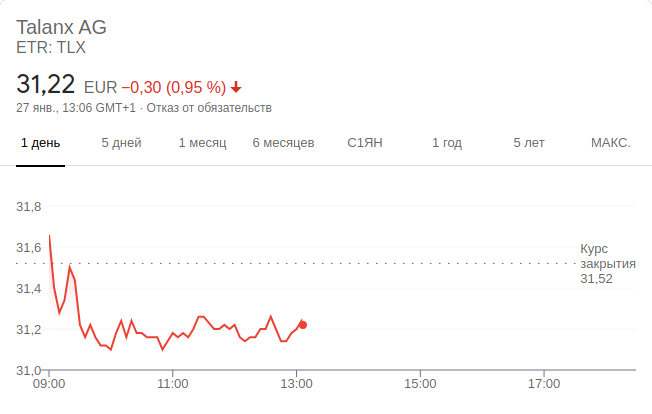 Talanx AG
ETR: TLX
31,22 EUR −0,30 (0,95 %)
27 янв., 13:06 GMT+1 · Отказ от обязательств
1 день 5 дней 1 месяц 6 месяцев С1ЯН 1 год 5 лет МАКС.
31,8
31,6
31,4
31,2
31,0
Курс
закрытия
31,52
09:00 11:00 13:00 15:00 17:00